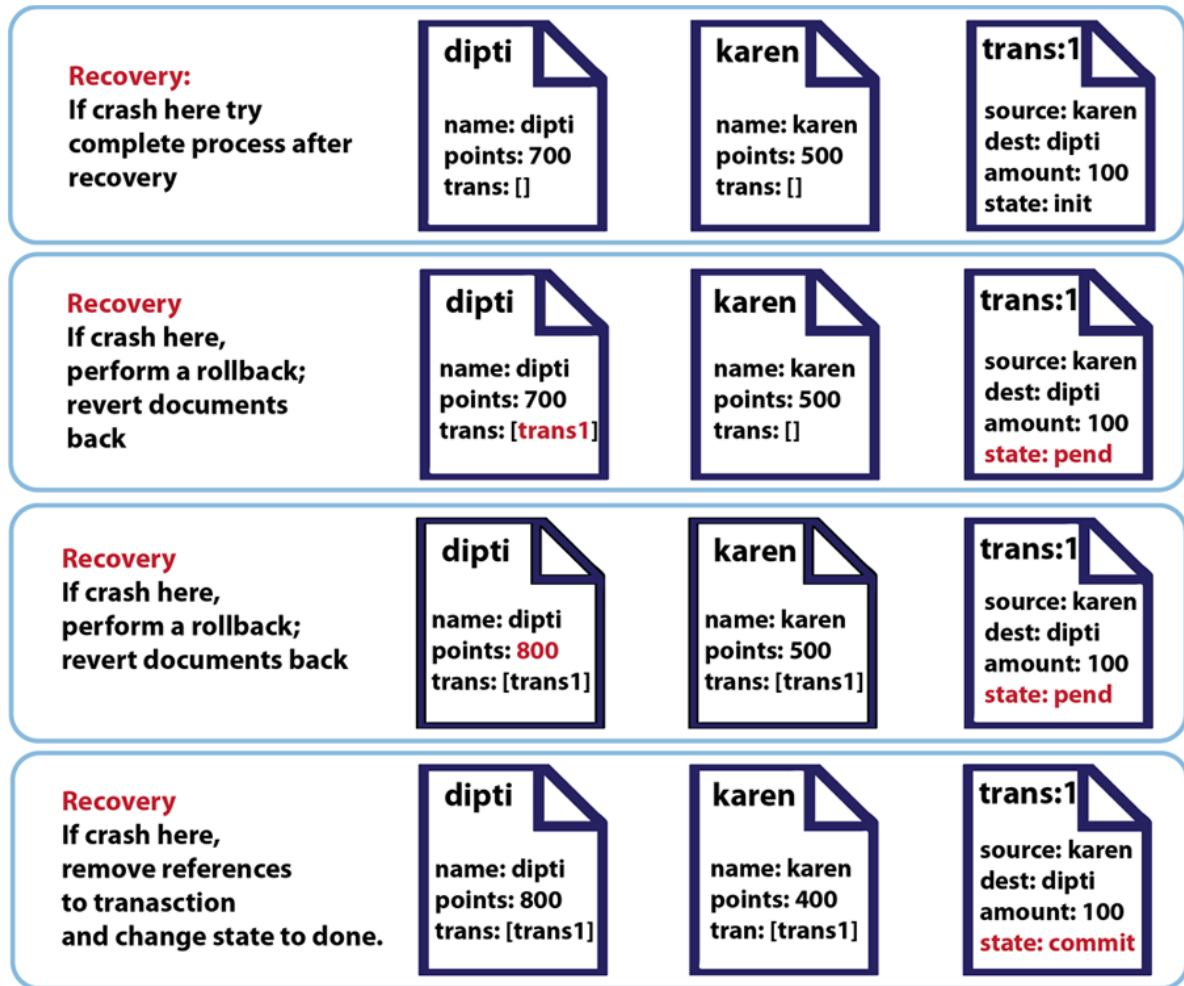 Recovery:
If crash here try
complete process after
recovery
dipti
name: dipti
points: 700
trans: []
karen
name: karen
points: 500
trans: []
trans:1
source: karen
dest: dipti
amount: 100
state: init
Recovery
If crash here,
perform a rollback;
revert documents
back
dipti
name: dipti
points: 700
trans: [trans1]
karen
name: karen
points: 500
trans: []
trans:1
source: karen
dest: dipti
amount: 100
state: pend
Recovery
If crash here,
perform a rollback;
revert documents back
dipti
name: dipti
points: 800
trans: [trans1]
karen
name: karen
points: 500
trans: [trans1]
trans:1
source: karen
dest: dipti
amount: 100
state: pend
Recovery
If crash here,
remove references
to tranasction
and change state to done.
dipti
name: dipti
points: 800
trans: [trans1]
karen
name: karen
points: 400
tran: [trans1]
trans:1
source: karen
dest: dipti
amount: 100
state: commit